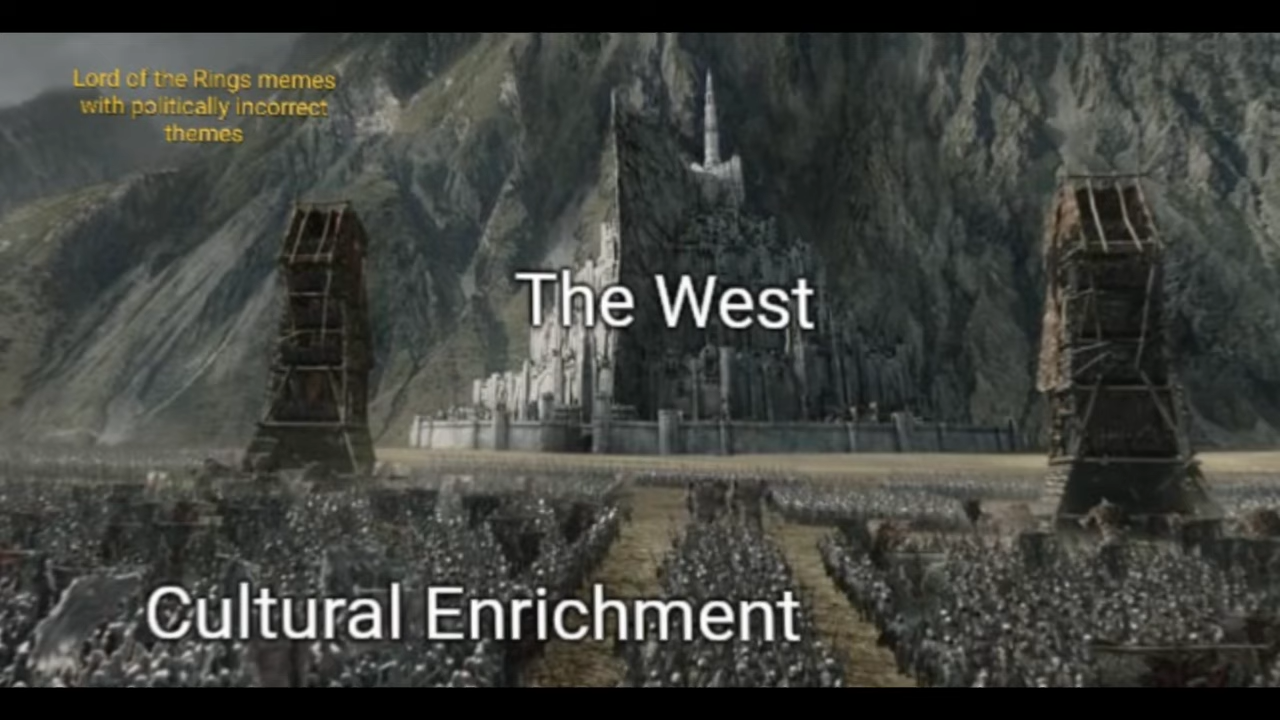 Lord of the Rings memes
with politically incorrect
themes
The West
Cultural Enrichment